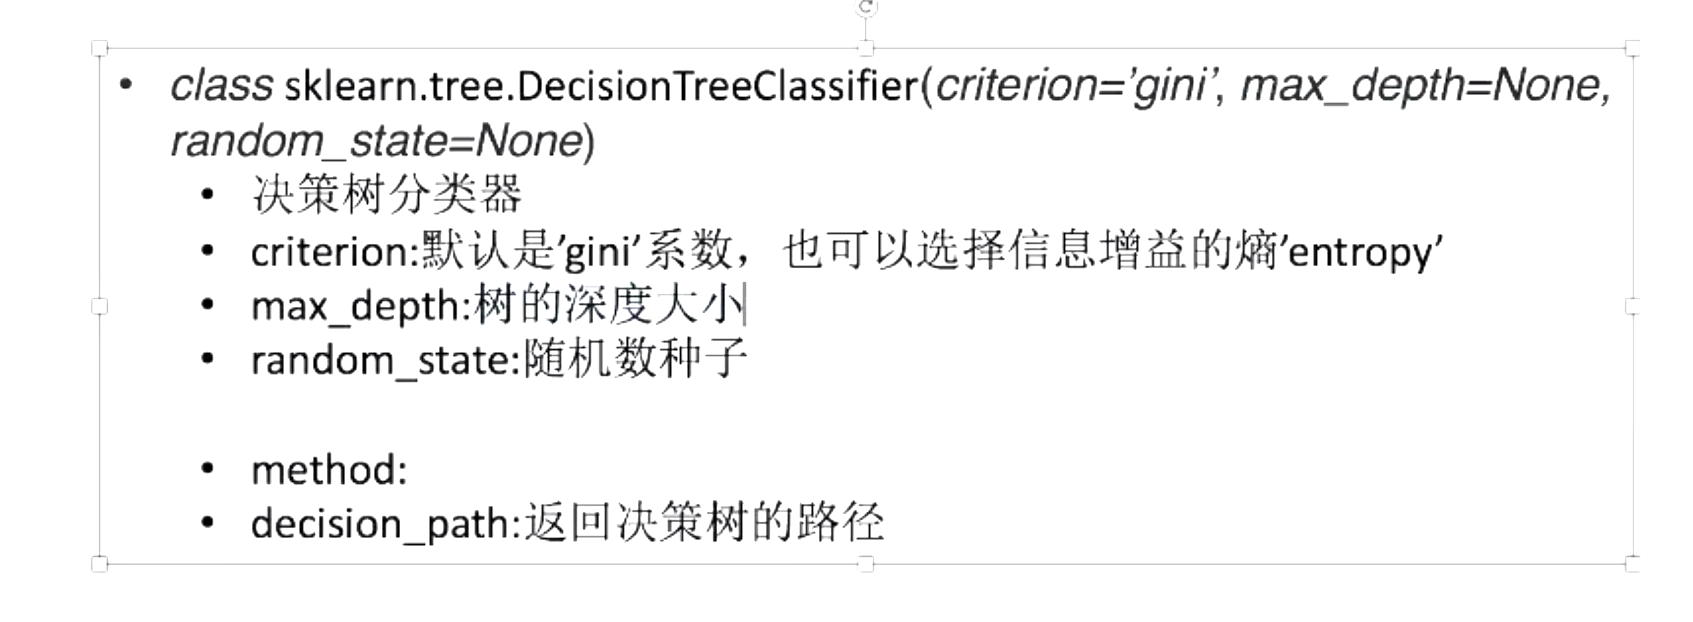 • class sklearn.tree.DecisionTreeClassifier(criterion=’gini’, max_depth=None,
random_state=None)
• 决策树分类器
• criterion:默认是’gini’系数，也可以选择信息增益的熵’entropy’
• max_depth:树的深度大小
• random_state:随机数种子
• method:
• decision_path:返回决策树的路径